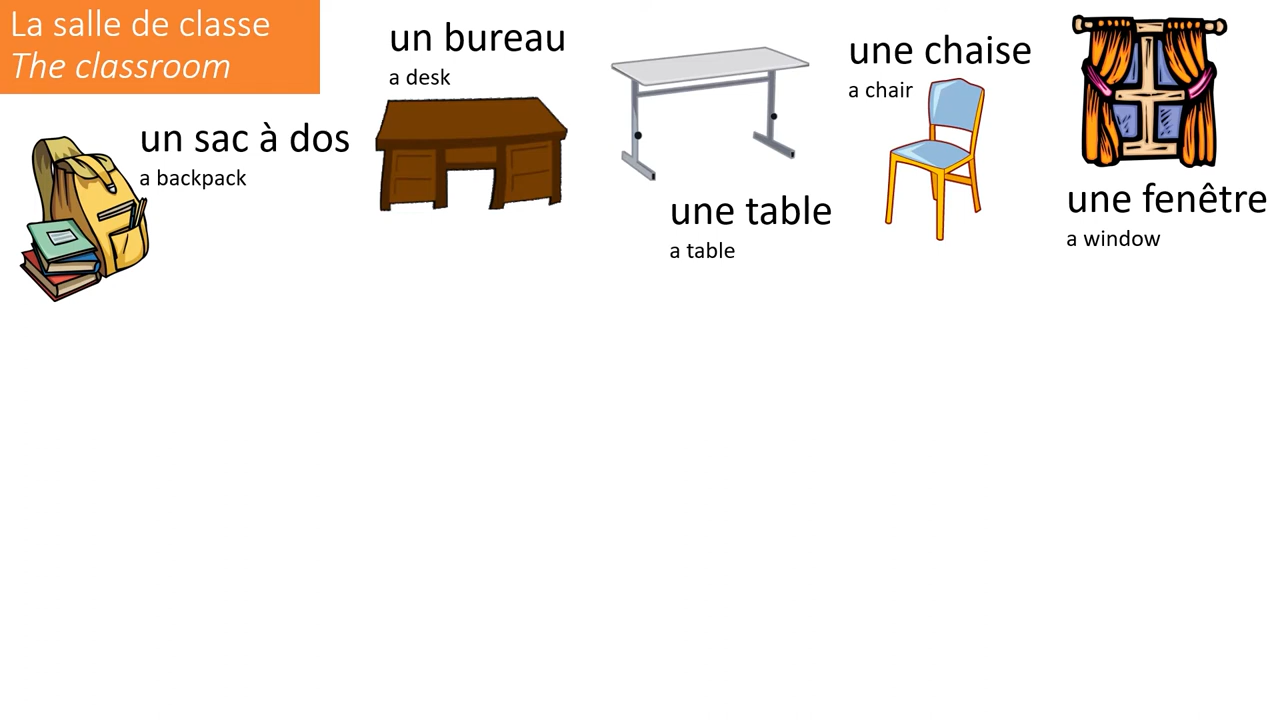 La salle de classe
The classroom
un sac à dos
a backpack
un bureau
a desk
une table
a table
une chaise
a chair
une fenêtre
a window